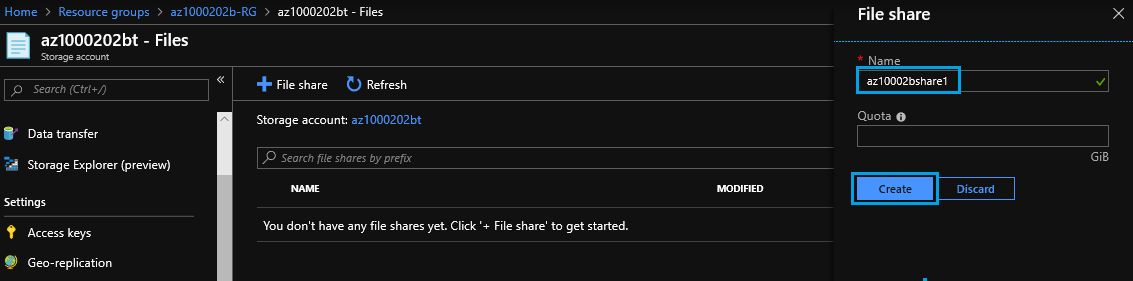 Home > Resource groups > az1000202b-RG > az1000202bt - Files
az1000202bt - Files
Storage account
Search (Ctrl+/)
«
Data transfer
Storage Explorer (preview)
Settings
Access keys
Geo-replication
+ File share Refresh
Storage account: az1000202bt
Search file shares by prefix
NAME MODIFIED
You don't have any file shares yet. Click '+ File share' to get started.
File share
* Name
az10002bshare1
Quota
GiB
Create Discard